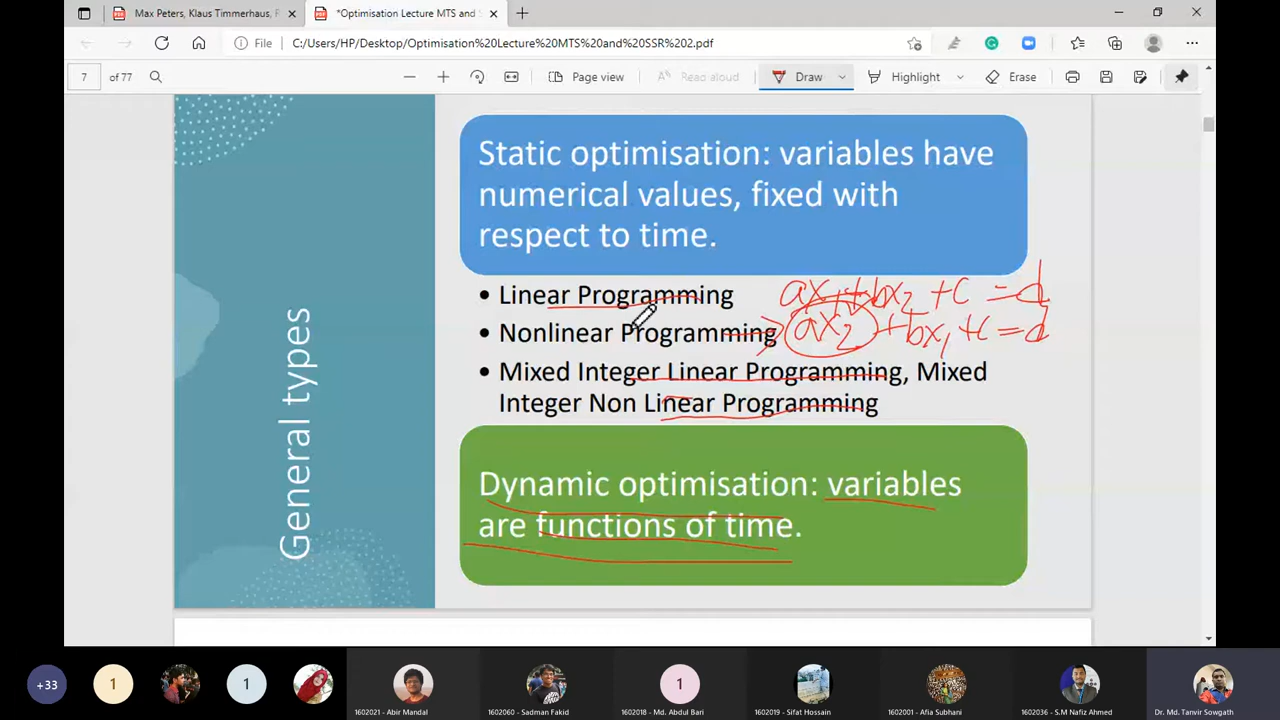 Max Peters, Klaus Timmerhaus, F
*Optimisation Lecture MTS and S
File
C:/Users/HP/Desktop/Optimisation%20Lecture%20MTS%20and%20SSR%202.pdf
7 of 77
Page view
Read aloud
Draw
Highlight
Erase
General types
Static optimisation: variables have
numerical values, fixed with
respect to time.
• Linear Programming
ax1 + bx2 + c = d
• Nonlinear Programming
ax2 + bx1 + c = d
• Mixed Integer Linear Programming, Mixed
Integer Non Linear Programming
Dynamic optimisation: variables
are functions of time.
+33
1
1
1
1602021 - Abir Mandal
1602060 - Sadman Fakid
1602018 - Md. Abdul Bari
1602019 - Sifat Hossain
1602001 - Afia Subhani
1602036 - S.M Nafiz Ahmed
Dr. Md. Tanvir Sowgath